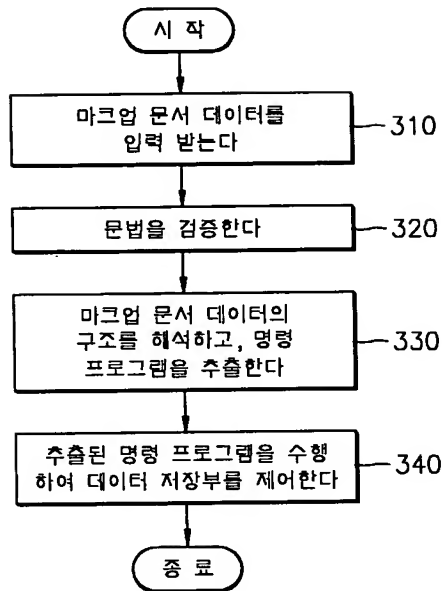 시 작
마크업 문서 데이터를
입력 받는다
310
문법을 검증한다
320
마크업 문서 데이터의
구조를 해석하고, 명령
프로그램을 추출한다
330
추출된 명령 프로그램을 수행
하여 데이터 저장부를 제어한다
340
종 료